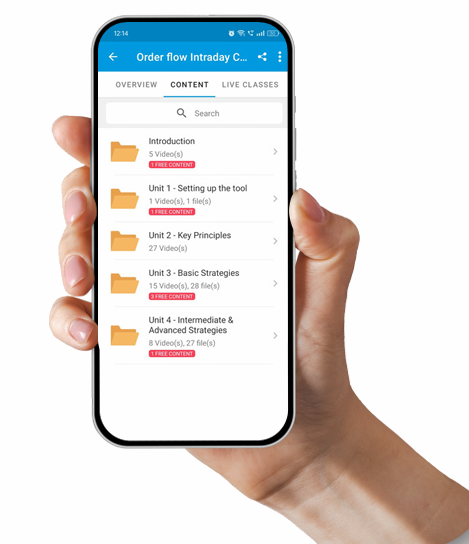 12:14
Order flow Intraday C...
OVERVIEW CONTENT LIVE CLASSES
Search
Introduction
5 Video(s)
1 FREE CONTENT
Unit 1 - Setting up the tool
1 Video(s), 1 file(s)
1 FREE CONTENT
Unit 2 - Key Principles
27 Video(s)
Unit 3 - Basic Strategies
15 Video(s), 28 file(s)
3 FREE CONTENT
Unit 4 - Intermediate &
Advanced Strategies
8 Video(s), 27 file(s)
1 FREE CONTENT